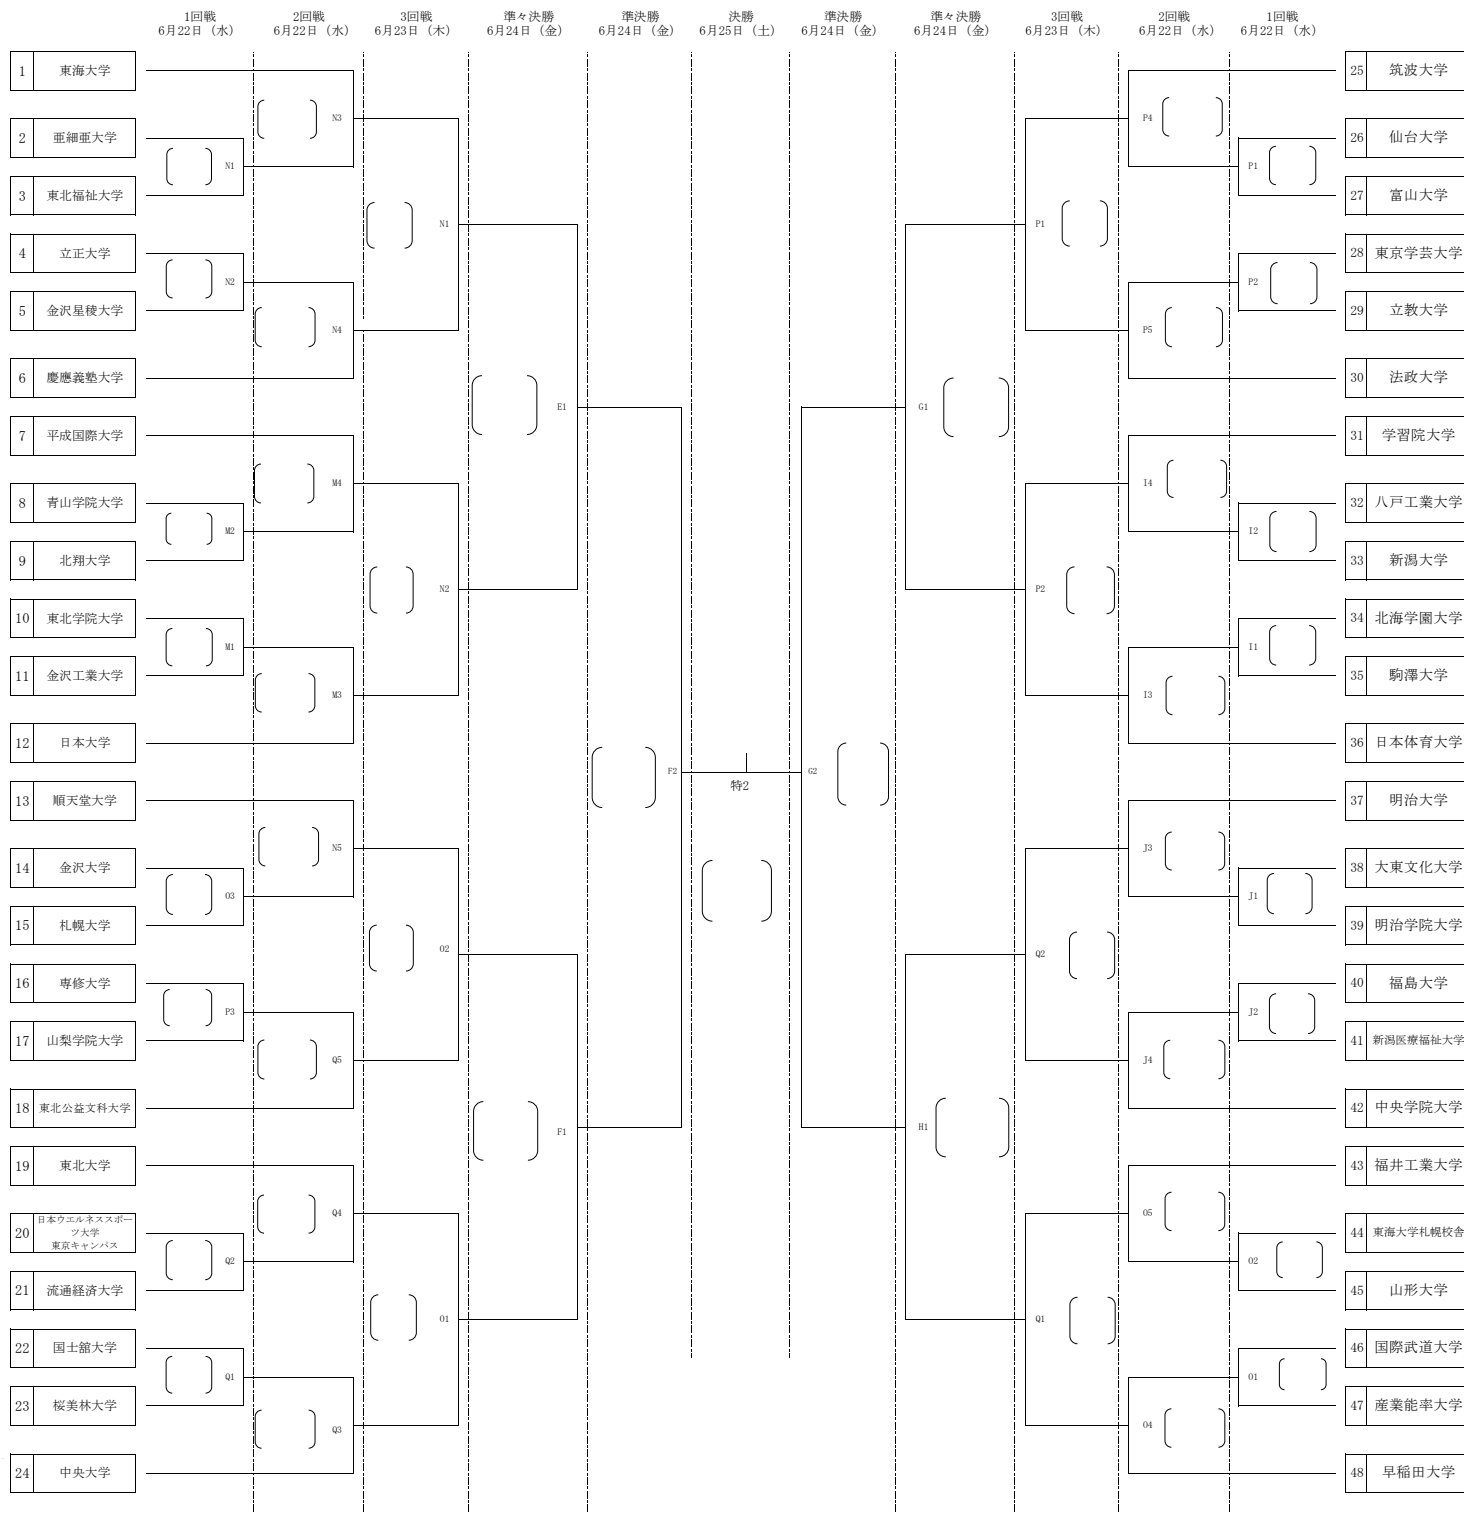 1回戦 2回戦 3回戦 準々決勝 準決勝 決勝 準決勝 準々決勝 3回戦 2回戦 1回戦
6月22日（水） 6月22日（水） 6月23日（木） 6月24日（金） 6月24日（金） 6月25日（土） 6月24日（金） 6月24日（金） 6月23日（木） 6月22日（水） 6月22日（水）
1 東海大学
N3
2 亜細亜大学
N1
3 東北福祉大学
N1
4 立正大学
N2
5 金沢星稜大学
N4
6 慶應義塾大学
E1
7 平成国際大学
M4
8 青山学院大学
M2
9 北翔大学
N2
10 東北学院大学
M1
11 金沢工業大学
M3
12 日本大学
F2
特2
13 順天堂大学
N5
14 金沢大学
O3
15 札幌大学
O2
16 専修大学
P3
17 山梨学院大学
Q5
18 東北公益文科大学
F1
19 東北大学
Q4
20 日本ウエルネススポー
ツ大学
東京キャンパス
Q2
21 流通経済大学
O1
22 国士舘大学
Q1
23 桜美林大学
Q3
24 中央大学
25 筑波大学
P4
26 仙台大学
P1
27 富山大学
P1
28 東京学芸大学
P2
29 立教大学
P5
30 法政大学
G1
31 学習院大学
I4
32 八戸工業大学
I2
33 新潟大学
P2
34 北海学園大学
I1
35 駒澤大学
I3
36 日本体育大学
G2
37 明治大学
J3
38 大東文化大学
J1
39 明治学院大学
Q2
40 福島大学
J2
41 新潟医療福祉大学
J4
42 中央学院大学
H1
43 福井工業大学
O5
44 東海大学札幌校舎
O2
45 山形大学
Q1
46 国際武道大学
O1
47 産業能率大学
O4
48 早稲田大学